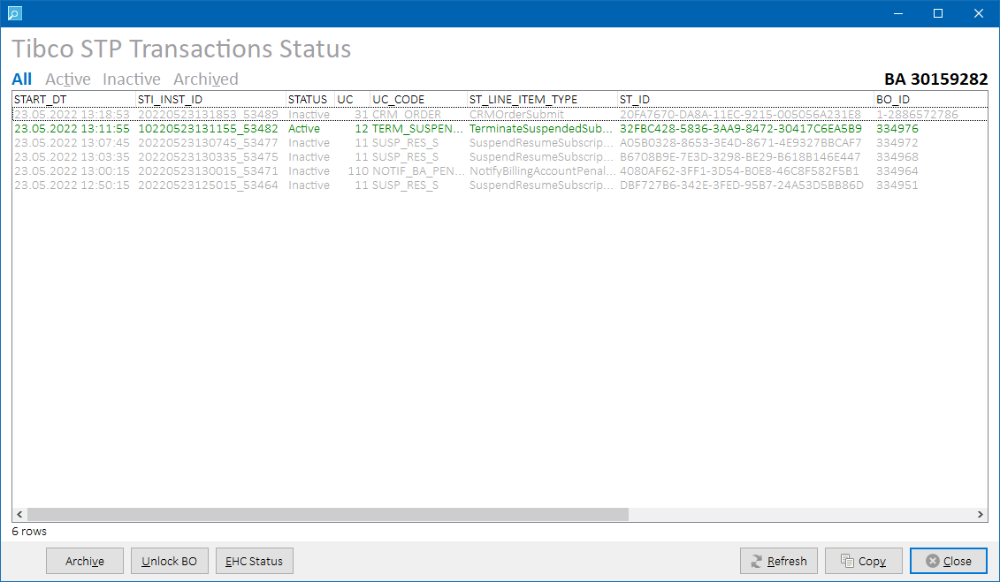 Tibco STP Transactions Status
All Active Inactive Archived BA 30159282
START_DT STI_INST_ID STATUS UC UC_CODE ST_LINE_ITEM_TYPE ST_ID BO_ID
23.05.2022 13:18:53 20220523131853_53489 Inactive 31 CRM_ORDER CRMOrderSubmit 20FA7670-DA8A-11EC-9215-005056A231E8 1-2886572786
23.05.2022 13:11:55 10220523131155_53482 Active 12 TERM_SUSPEN... TerminateSuspendedSub... 32FBC428-5836-3AA9-8472-30417C6EA5B9 334976
23.05.2022 13:07:45 20220523130745_53477 Inactive 11 SUSP_RES_S SuspendResumeSubscrip... A05B0328-8653-3E4D-8671-4E9327BBCAF7 334972
23.05.2022 13:03:35 20220523130335_53475 Inactive 11 SUSP_RES_S SuspendResumeSubscrip... B6708B9E-7E3D-3298-BE29-B618B146E447 334968
23.05.2022 13:00:15 20220523130015_53471 Inactive 110 NOTIF_BA_PEN... NotifyBillingAccountPenal... 4080AF62-3FF1-3D54-B0E8-46C8F582F5B1 334964
23.05.2022 12:50:15 20220523125015_53464 Inactive 11 SUSP_RES_S SuspendResumeSubscrip... DBF727B6-342E-3FED-95B7-24A53D5BB86D 334951
6 rows
Archive Unlock BO EHC Status Refresh Copy Close